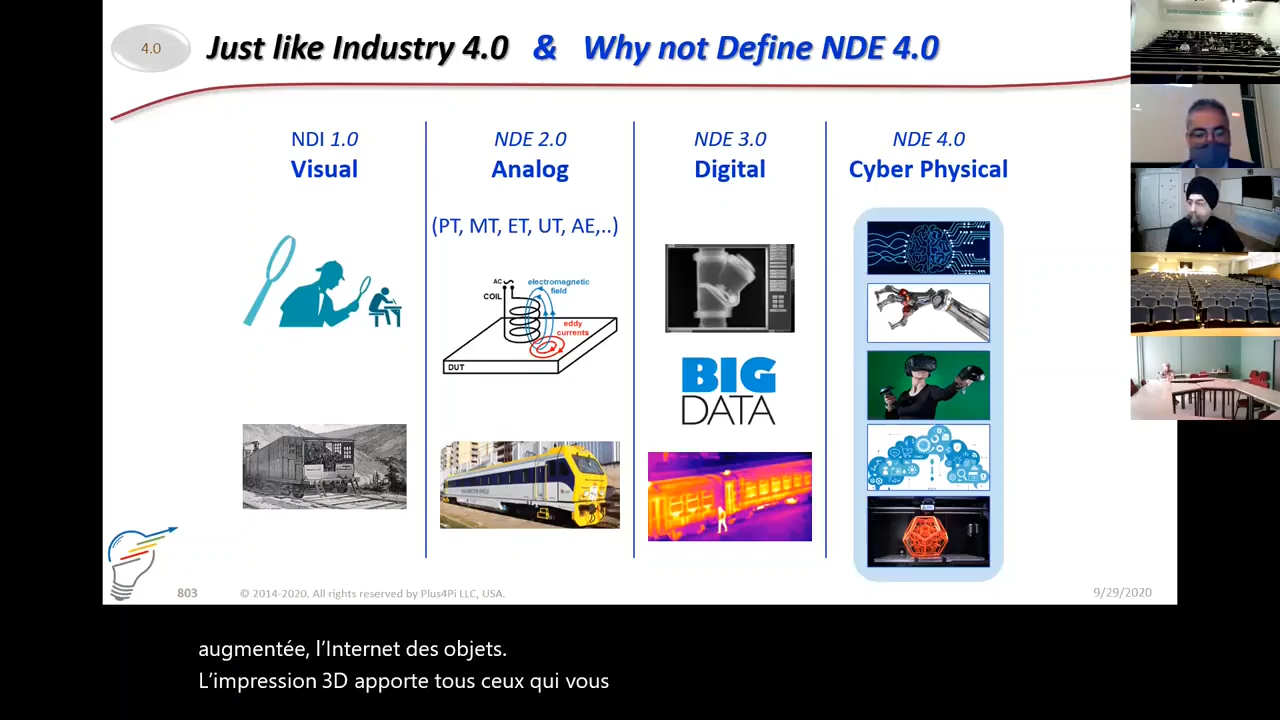 4.0
Just like Industry 4.0 & Why not Define NDE 4.0
NDI 1.0
Visual
NDE 2.0
Analog
(PT, MT, ET, UT, AE,..)
AC
COIL
electromagnetic
field
eddy
currents
DUT
NDE 3.0
Digital
BIG
DATA
NDE 4.0
Cyber Physical
803
© 2014-2020. All rights reserved by Plus4Pi LLC, USA.
9/29/2020
augmentée, l’Internet des objets.
L’impression 3D apporte tous ceux qui vous